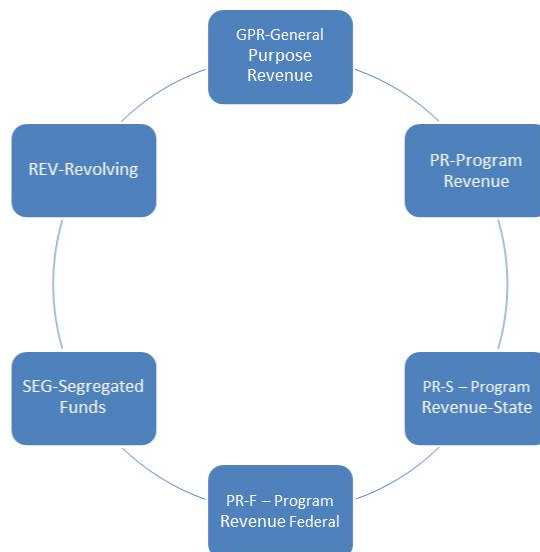 GPR-General
Purpose
Revenue
PR-Program
Revenue
PR-S – Program
Revenue-State
PR-F – Program
Revenue Federal
SEG-Segregated
Funds
REV-Revolving